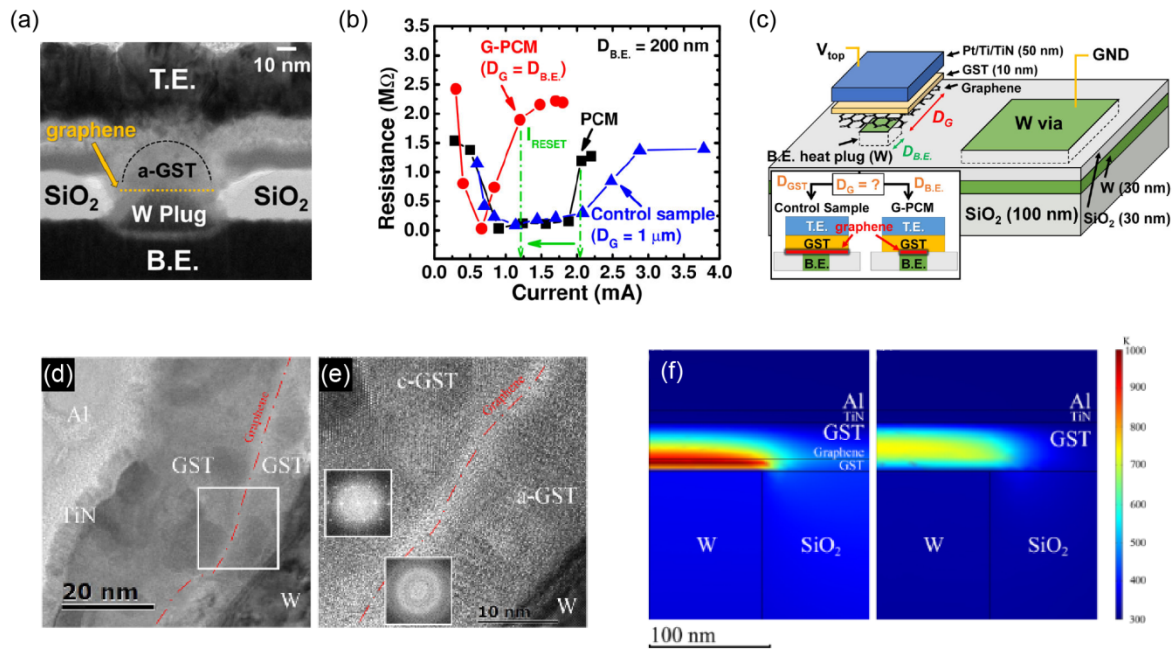 (a)
10 nm
T.E.
graphene
a-GST
SiO2
SiO2
W Plug
B.E.
(b)
G-PCM
(DG = DB.E.)
DB.E. = 200 nm
RESET
PCM
Control sample
(DG = 1 μm)
Resistance (MΩ)
3.0
2.5
2.0
1.5
1.0
0.5
0.0
0.0 0.5 1.0 1.5 2.0 2.5 3.0 3.5 4.0
Current (mA)
(c)
Vtop
Pt/Ti/TiN (50 nm)
GST (10 nm)
Graphene
GND
DG
W via
B.E. heat plug (W)
DB.E.
W (30 nm)
SiO2 (30 nm)
SiO2 (100 nm)
DGST
DG = ?
DB.E.
Control Sample
G-PCM
graphene
T.E.
T.E.
GST
GST
B.E.
B.E.
(d)
Al
Graphene
GST
GST
TiN
20 nm
W
(e)
c-GST
Graphene
a-GST
10 nm
W
(f)
Al
TiN
GST
Graphene
GST
W
SiO2
100 nm
Al
TiN
GST
W
SiO2
K
1000
900
800
700
600
500
400
300